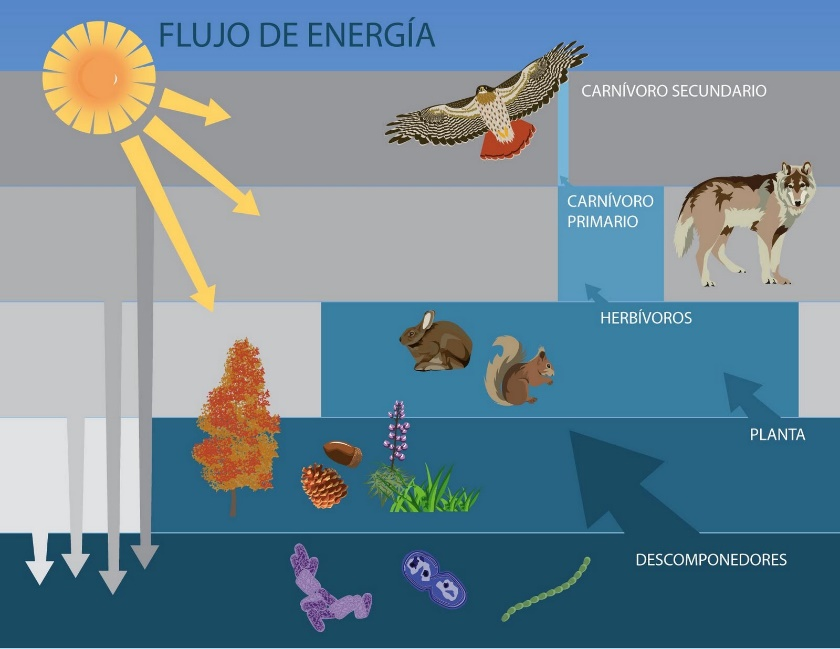 FLUJO DE ENERGÍA
CARNÍVORO SECUNDARIO
CARNÍVORO
PRIMARIO
HERBÍVOROS
PLANTA
DESCOMPONEDORES